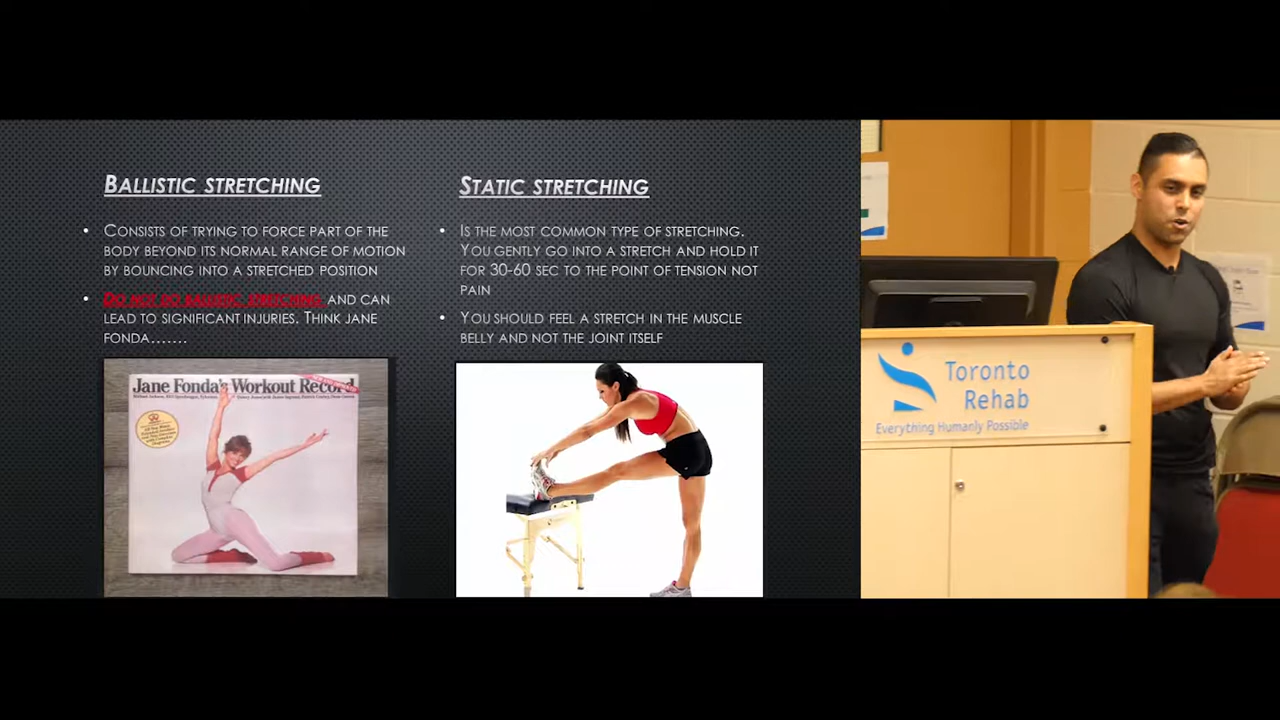 BALLISTIC STRETCHING
• CONSISTS OF TRYING TO FORCE PART OF THE
BODY BEYOND ITS NORMAL RANGE OF MOTION
BY BOUNCING INTO A STRETCHED POSITION
• DO NOT DO BALLISTIC STRETCHING AND CAN
LEAD TO SIGNIFICANT INJURIES. THINK JANE
FONDA…….
Jane Fonda's Workout Record
STATIC STRETCHING
• IS THE MOST COMMON TYPE OF STRETCHING.
YOU GENTLY GO INTO A STRETCH AND HOLD IT
FOR 30-60 SEC TO THE POINT OF TENSION NOT
PAIN
• YOU SHOULD FEEL A STRETCH IN THE MUSCLE
BELLY AND NOT THE JOINT ITSELF
Toronto
Rehab
Everything Humanly Possible